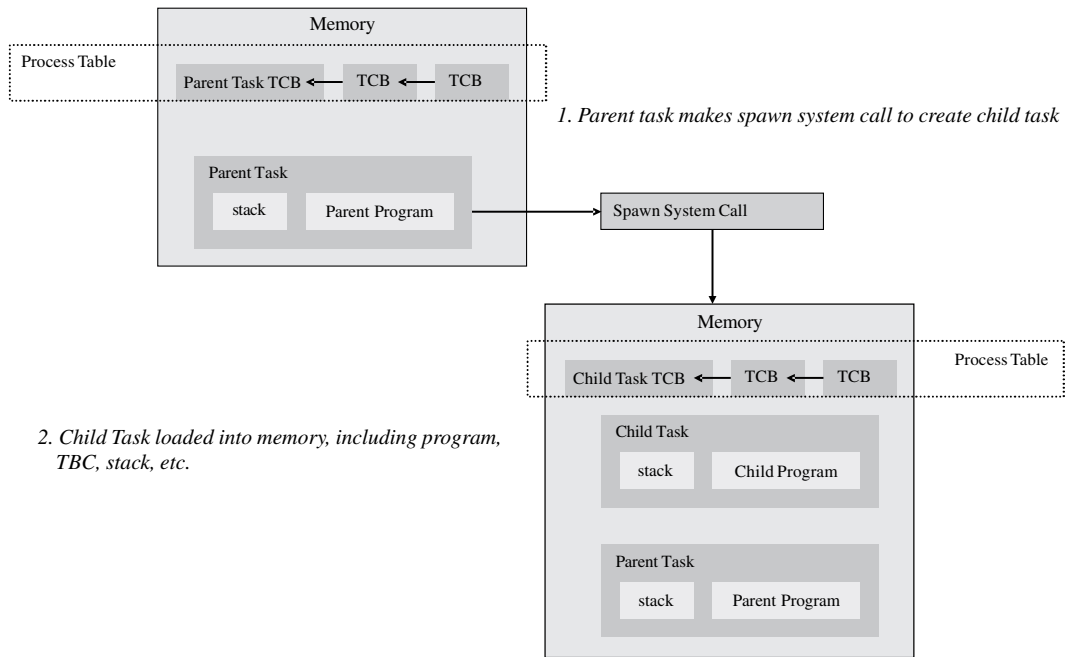 Memory
Process Table
Parent Task TCB
TCB
TCB
1. Parent task makes spawn system call to create child task
Parent Task
stack
Parent Program
Spawn System Call
Memory
Process Table
Child Task TCB
TCB
TCB
2. Child Task loaded into memory, including program,
TBC, stack, etc.
Child Task
stack
Child Program
Parent Task
stack
Parent Program